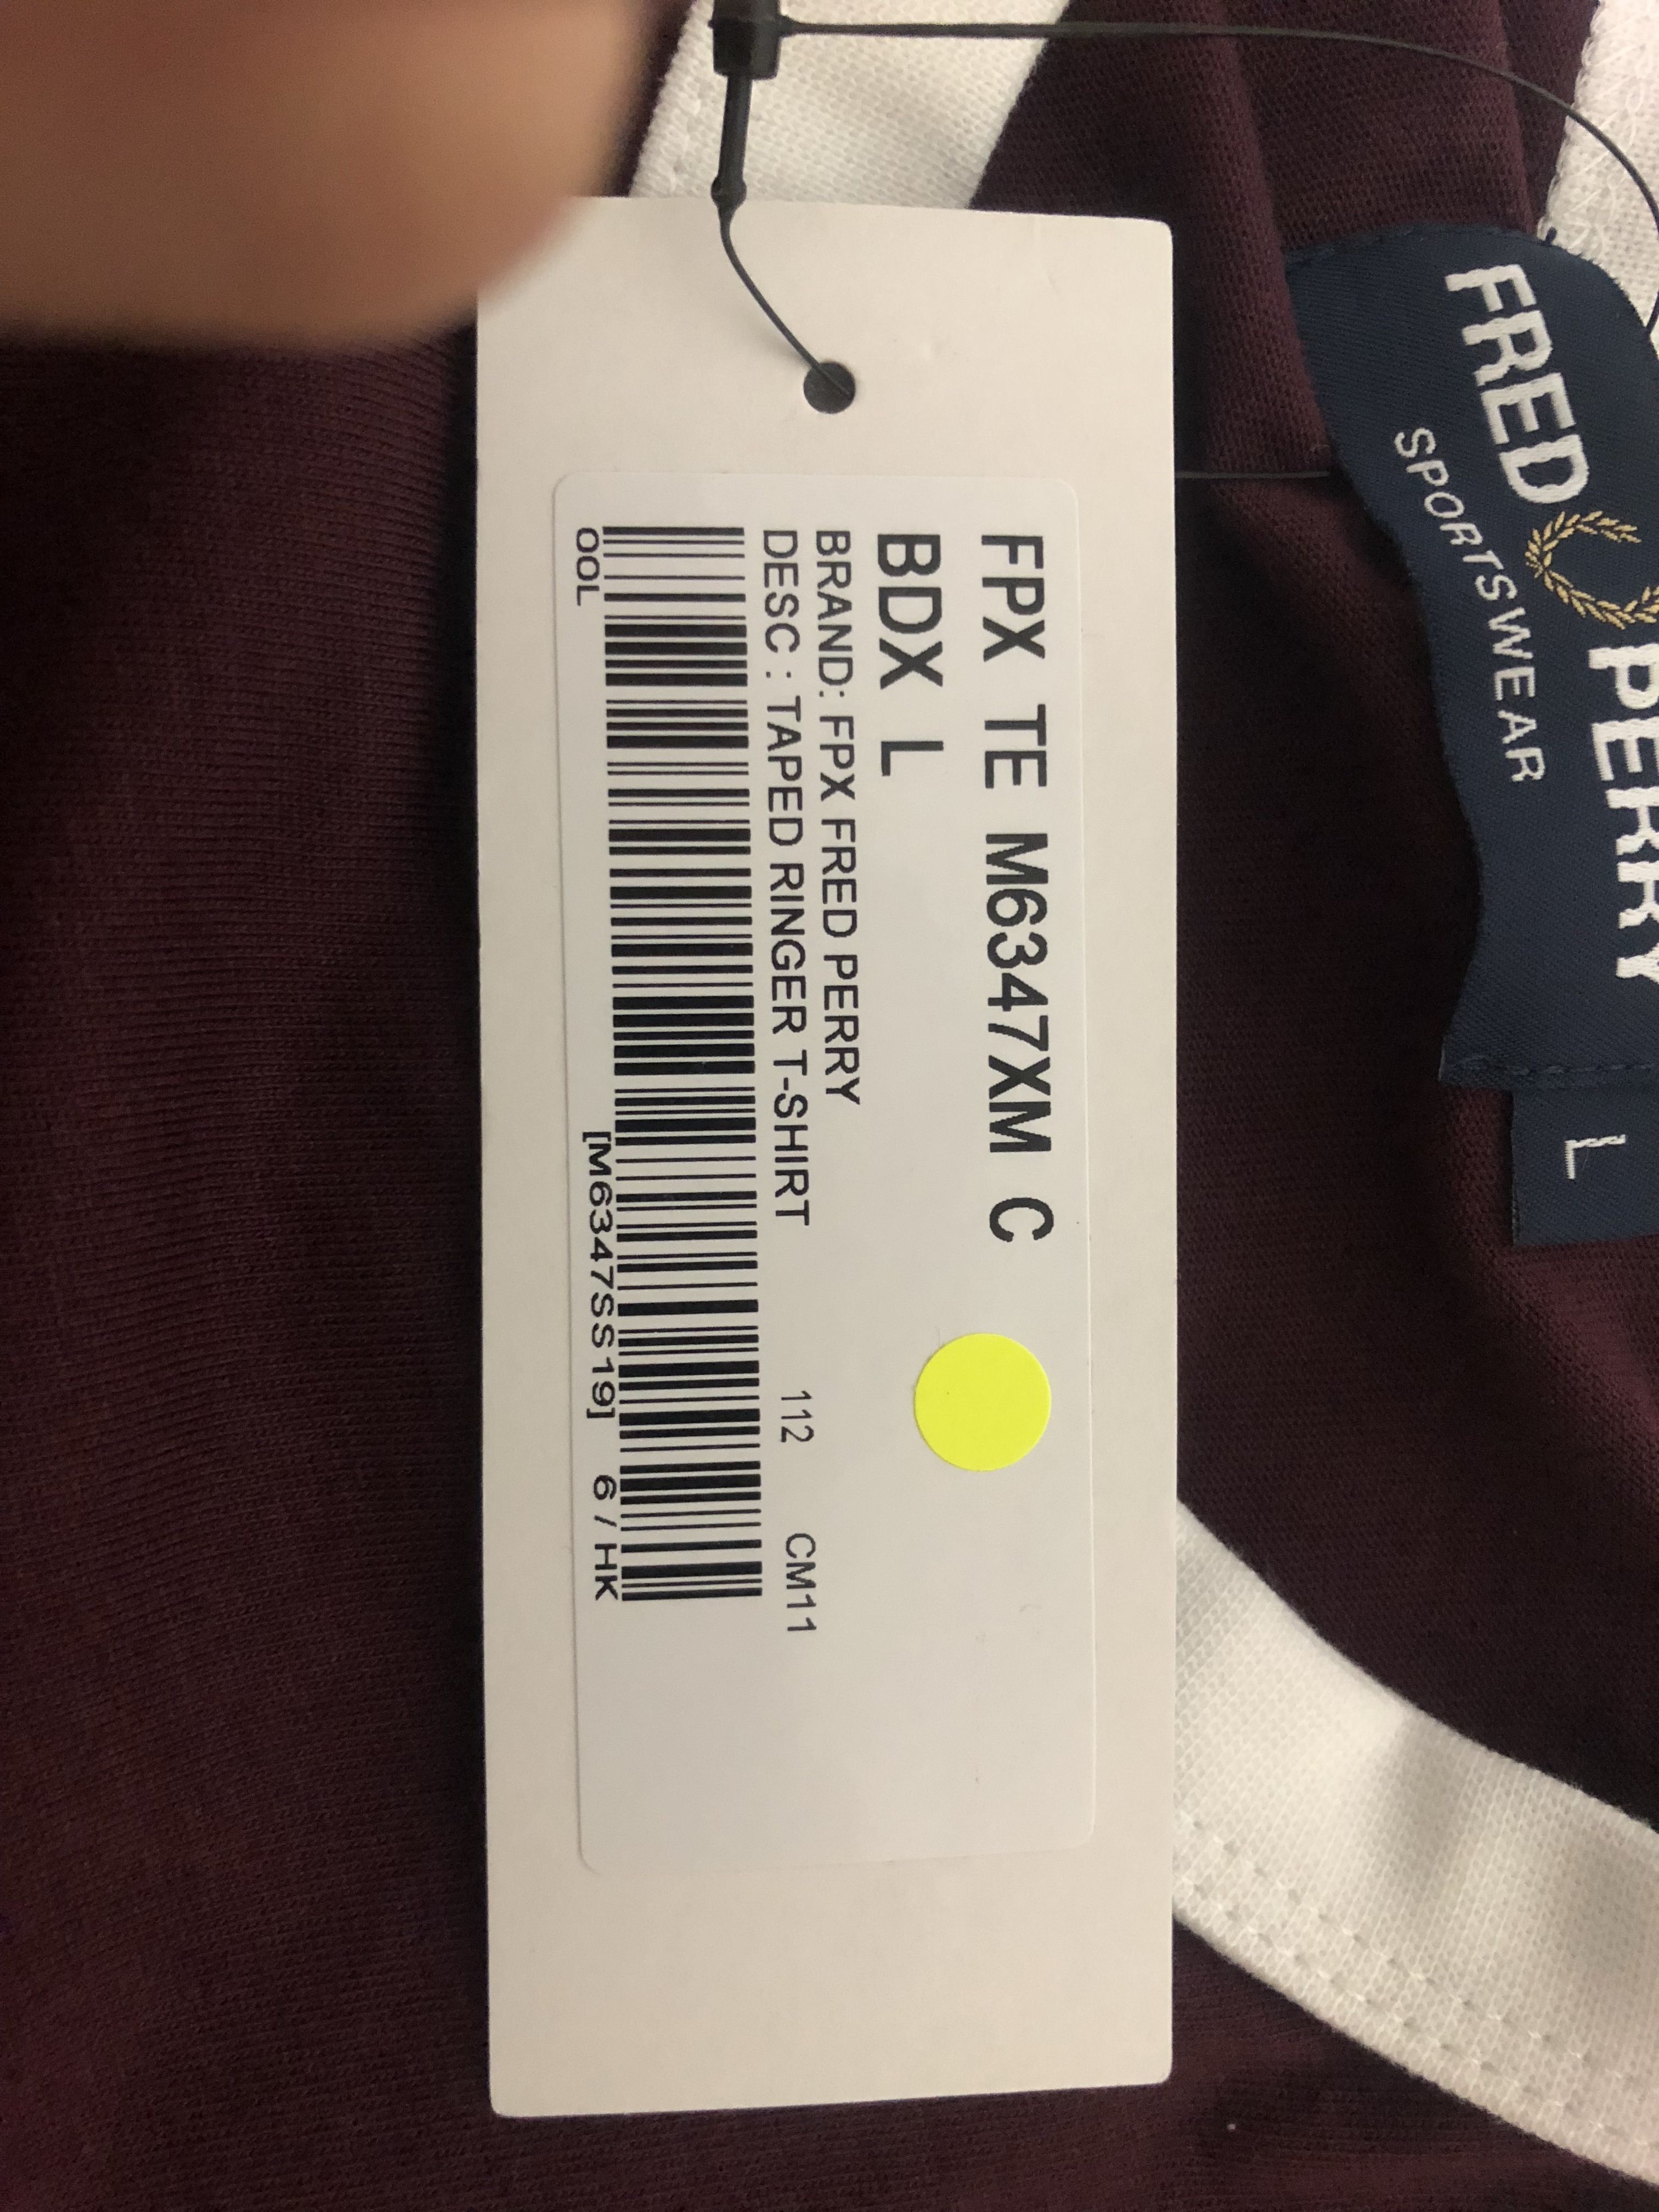 FPX TE M6347XM C
BDX L
BRAND: FPX FRED PERRY
DESC : TAPED RINGER T-SHIRT 112 CM11
OOL [M6347SS19] 6 / HK
FRED PERRY
SPORTSWEAR
L